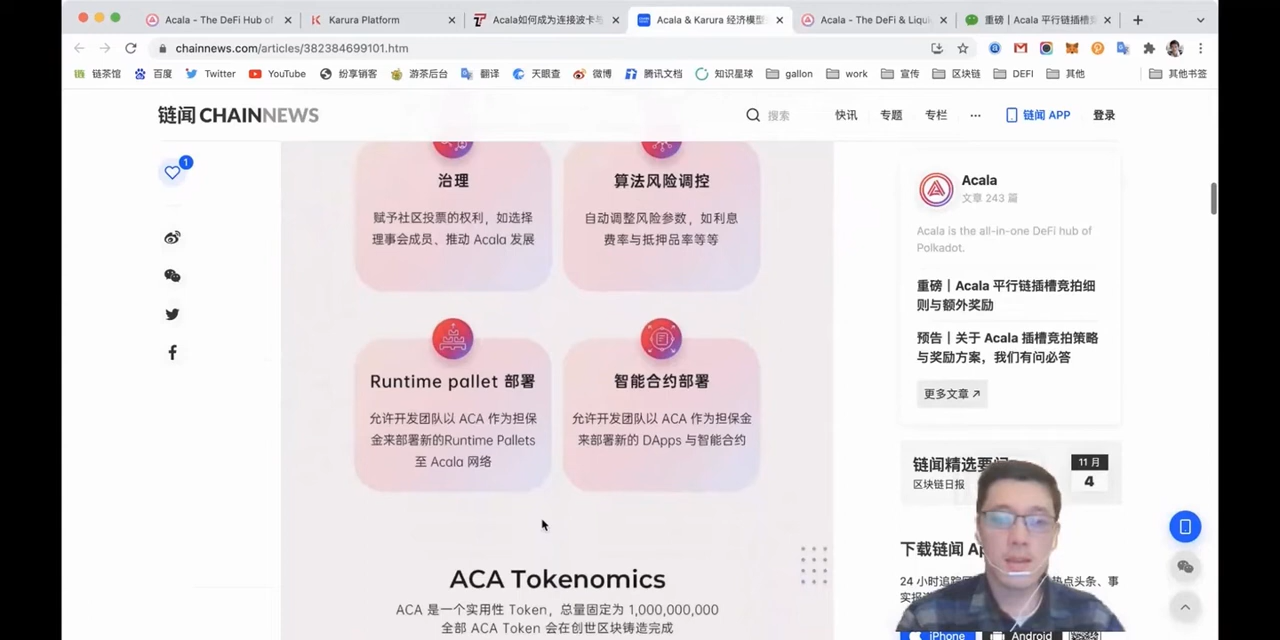 Acala - The DeFi Hub of
Karura Platform
Acala如何成为连接波卡与
Acala & Karura 经济模型
Acala - The DeFi & Liqui
重磅｜Acala 平行链插槽竞拍
chainnews.com/articles/382384699101.htm
链茶馆
百度
Twitter
YouTube
纷享销客
游茶后台
翻译
天眼查
微博
腾讯文档
知识星球
gallon
work
宣传
区块链
DEFI
其他
其他书签
链闻 CHAINNEWS
搜索
快讯
专题
专栏
···
链闻 APP
登录
1
治理
赋予社区投票的权利，如选择
理事会成员、推动 Acala 发展
算法风险调控
自动调整风险参数，如利息
费率与抵押品率等等
Runtime pallet 部署
允许开发团队以 ACA 作为担保
金来部署新的Runtime Pallets
至 Acala 网络
智能合约部署
允许开发团队以 ACA 作为担保金
来部署新的 DApps 与智能合约
ACA Tokenomics
ACA 是一个实用性 Token，总量固定为 1,000,000,000
全部 ACA Token 会在创世区块铸造完成
Acala
文章 243 篇
Acala is the all-in-one DeFi hub of
Polkadot.
重磅｜Acala 平行链插槽竞拍细
则与额外奖励
预告｜关于 Acala 插槽竞拍策略
与奖励方案，我们有问必答
更多文章
链闻精选要闻
区块链日报
11 月
4
下载链闻 Ap
24 小时追踪
热点头条、事
iPhone
Android